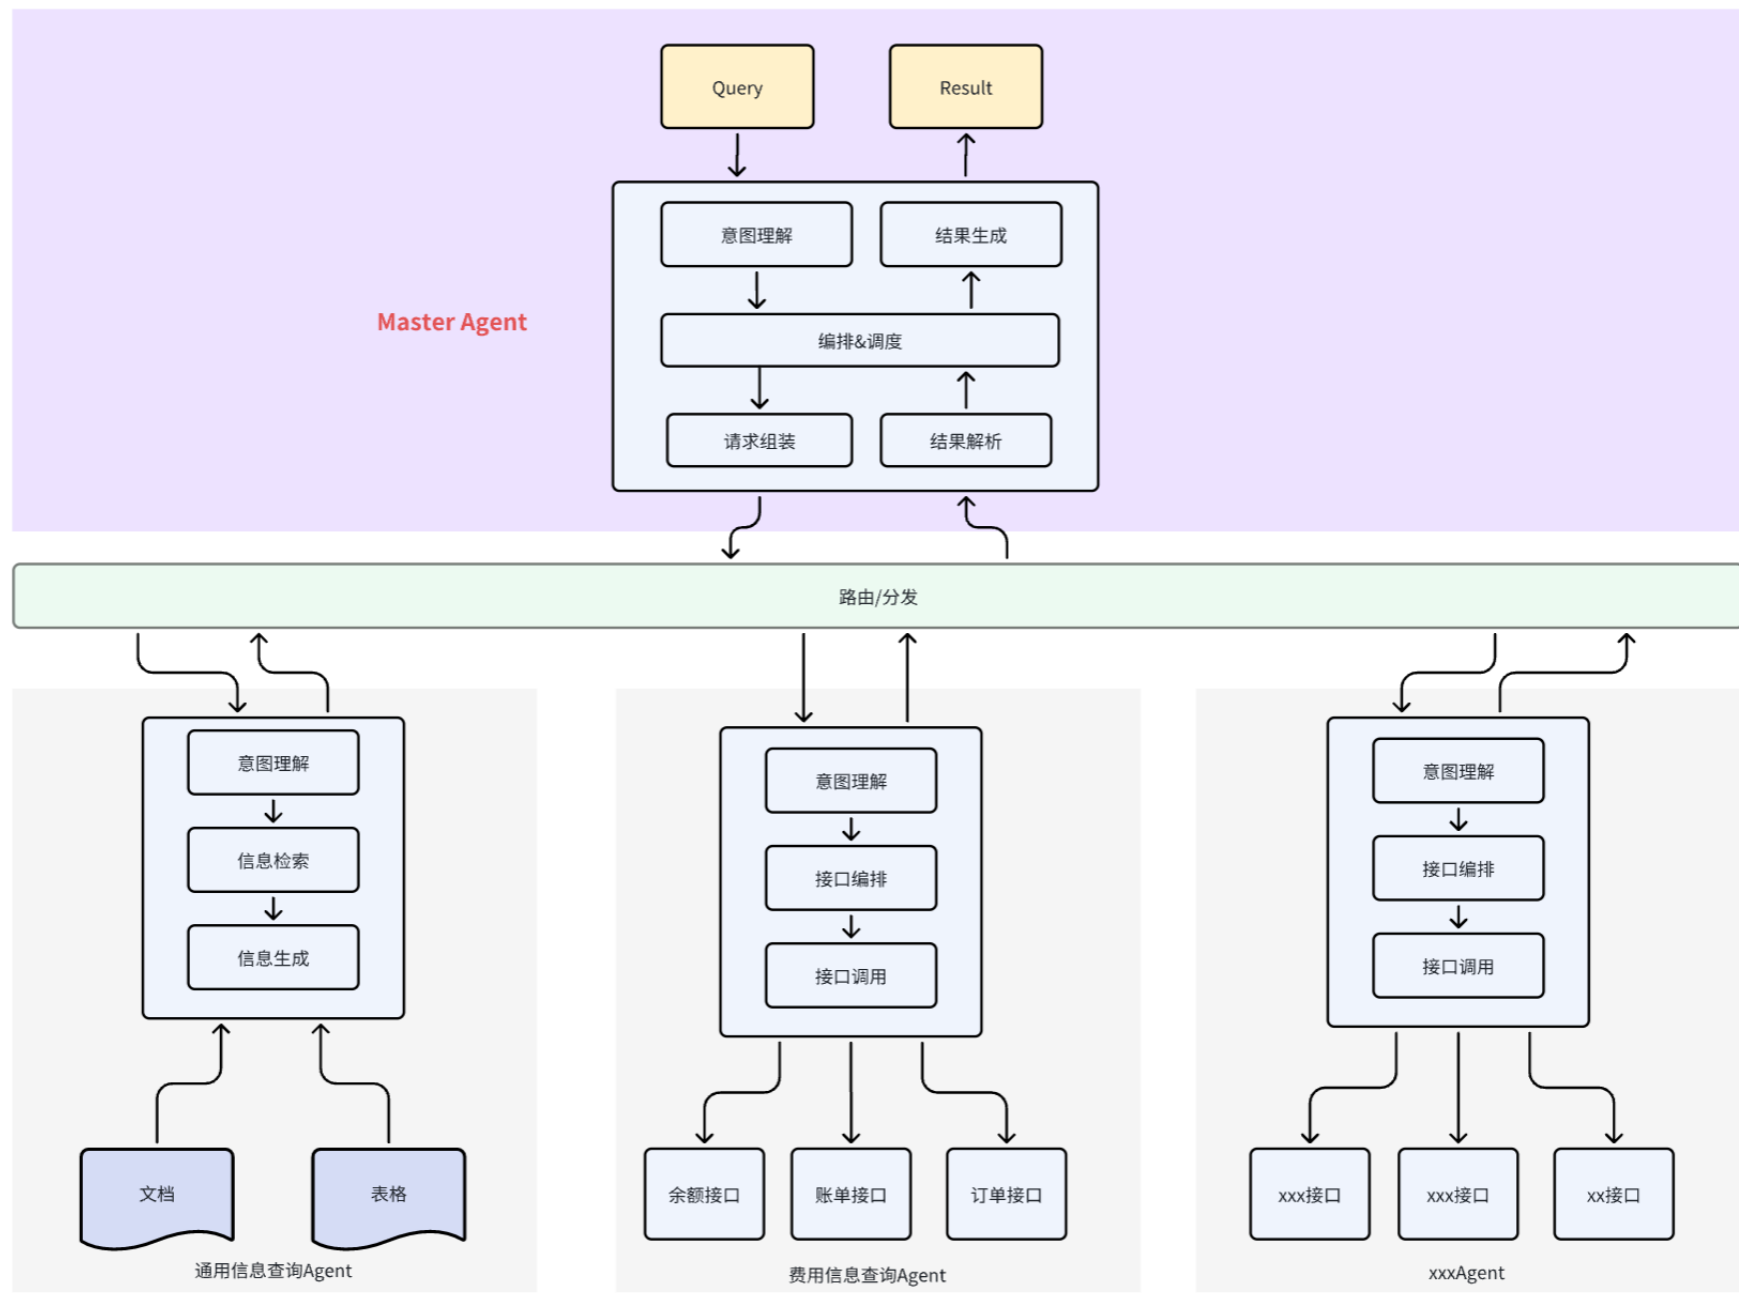 Query
Result
意图理解
结果生成
Master Agent
编排&调度
请求组装
结果解析
路由/分发
意图理解
信息检索
信息生成
文档
表格
通用信息查询Agent
意图理解
接口编排
接口调用
余额接口
账单接口
订单接口
费用信息查询Agent
意图理解
接口编排
接口调用
xxx接口
xxx接口
xx接口
xxxAgent